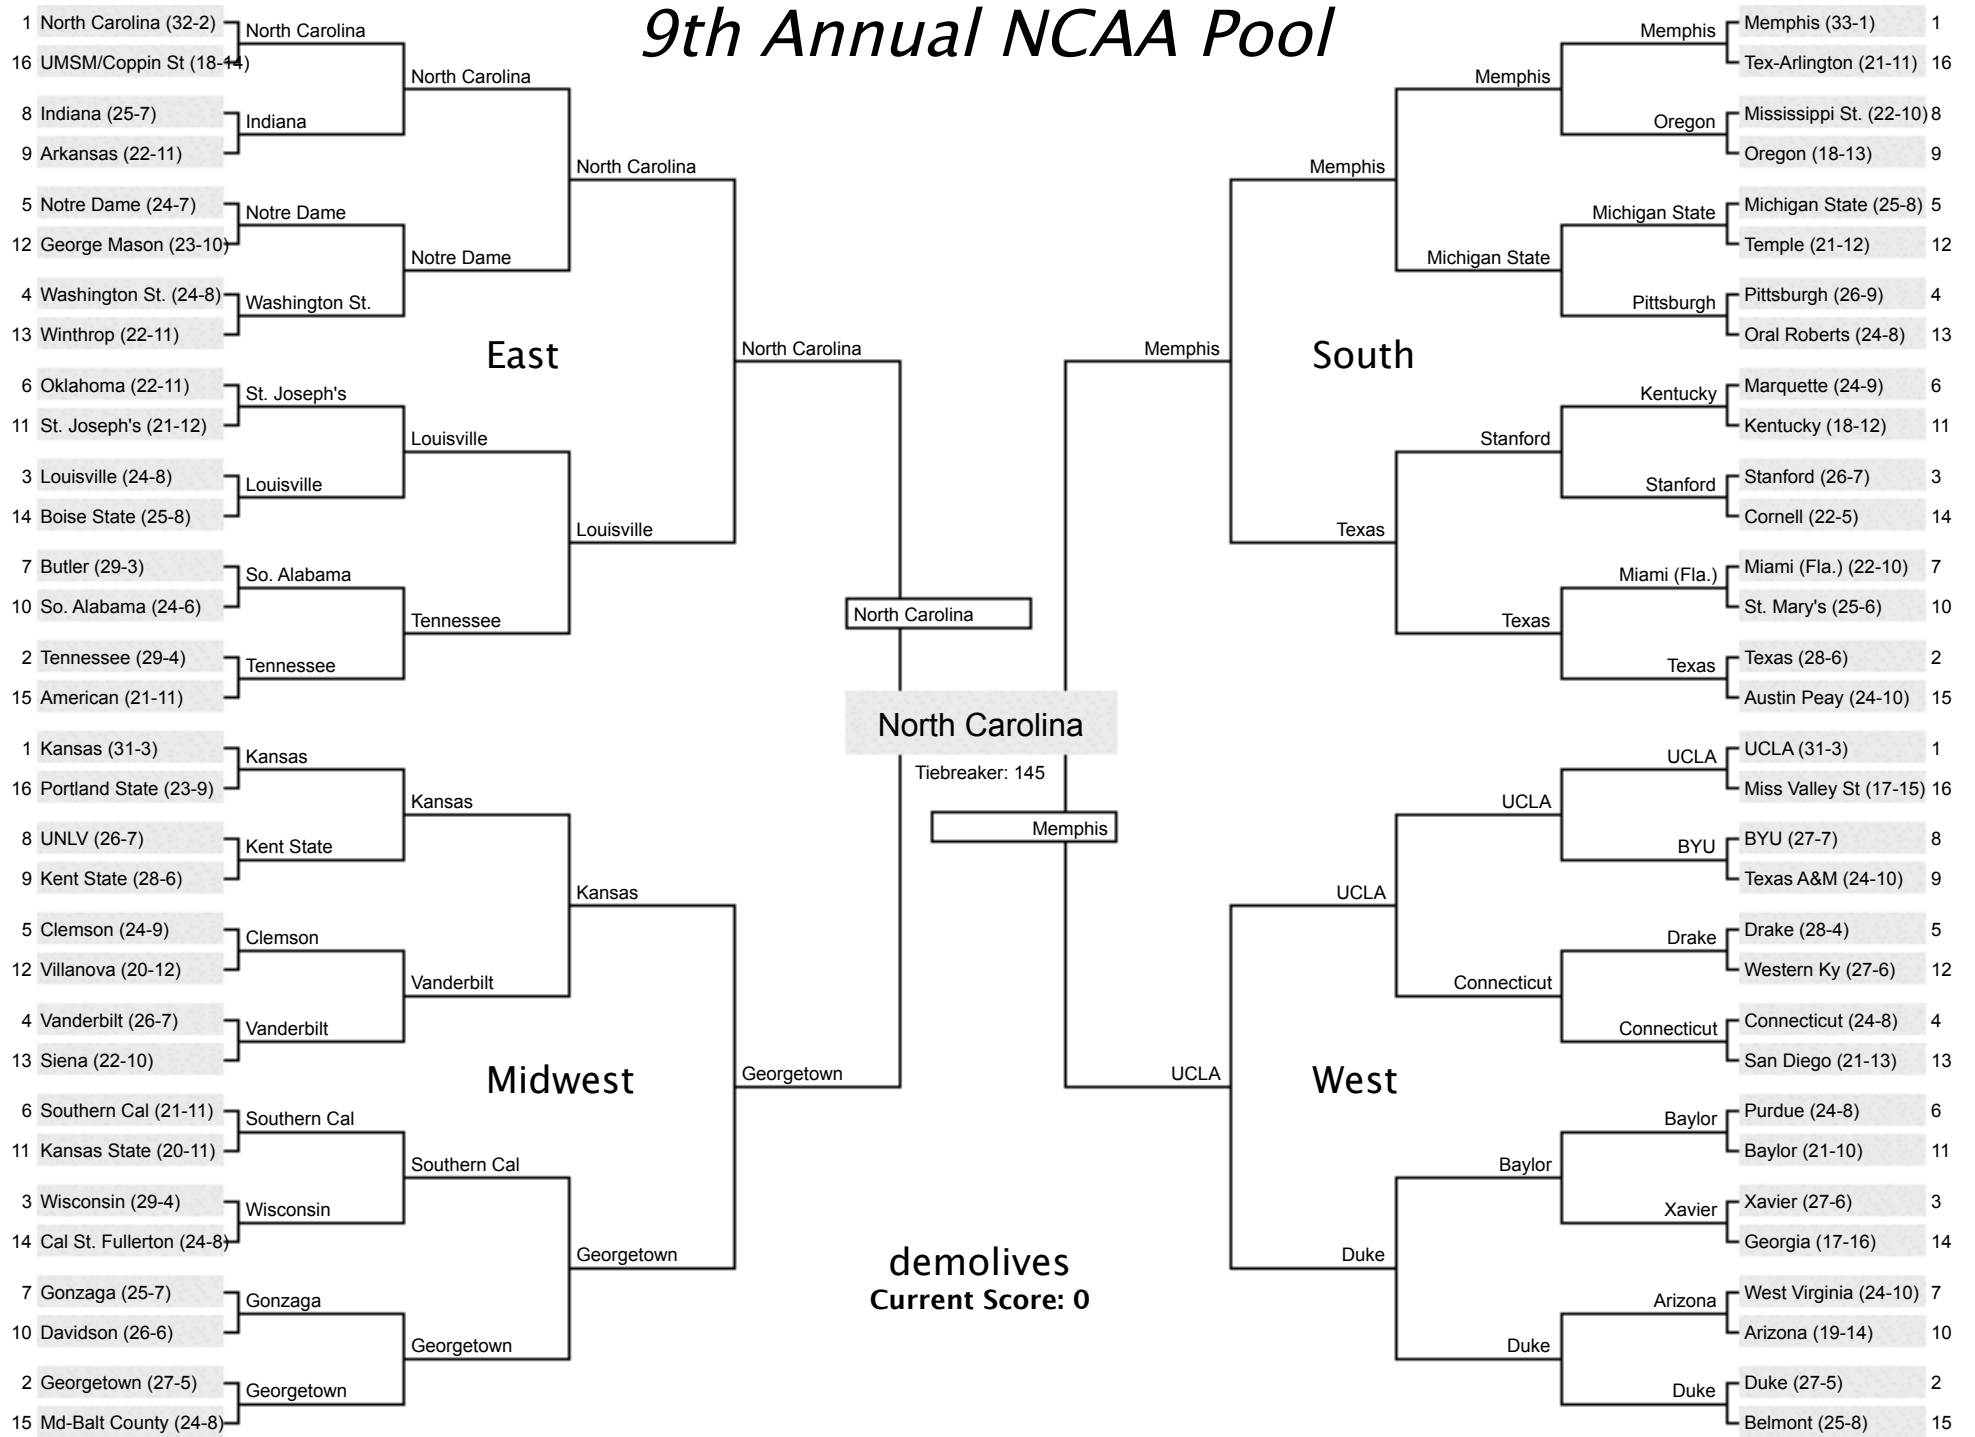 9th Annual NCAA Pool
1 North Carolina (32-2)
16 UMSM/Coppin St (18-14)
8 Indiana (25-7)
9 Arkansas (22-11)
5 Notre Dame (24-7)
12 George Mason (23-10)
4 Washington St. (24-8)
13 Winthrop (22-11)
6 Oklahoma (22-11)
11 St. Joseph's (21-12)
3 Louisville (24-8)
14 Boise State (25-8)
7 Butler (29-3)
10 So. Alabama (24-6)
2 Tennessee (29-4)
15 American (21-11)
North Carolina
Indiana
Notre Dame
Washington St.
St. Joseph's
Louisville
So. Alabama
Tennessee
North Carolina
Notre Dame
Louisville
Tennessee
North Carolina
Louisville
North Carolina
East
1 Kansas (31-3)
16 Portland State (23-9)
8 UNLV (26-7)
9 Kent State (28-6)
5 Clemson (24-9)
12 Villanova (20-12)
4 Vanderbilt (26-7)
13 Siena (22-10)
6 Southern Cal (21-11)
11 Kansas State (20-11)
3 Wisconsin (29-4)
14 Cal St. Fullerton (24-8)
7 Gonzaga (25-7)
10 Davidson (26-6)
2 Georgetown (27-5)
15 Md-Balt County (24-8)
Kansas
Kent State
Clemson
Vanderbilt
Southern Cal
Wisconsin
Gonzaga
Georgetown
Kansas
Vanderbilt
Southern Cal
Georgetown
Kansas
Georgetown
Georgetown
Midwest
North Carolina
North Carolina
Tiebreaker: 145
Memphis
demolives
Current Score: 0
Memphis (33-1) 1
Tex-Arlington (21-11) 16
Mississippi St. (22-10) 8
Oregon (18-13) 9
Michigan State (25-8) 5
Temple (21-12) 12
Pittsburgh (26-9) 4
Oral Roberts (24-8) 13
Marquette (24-9) 6
Kentucky (18-12) 11
Stanford (26-7) 3
Cornell (22-5) 14
Miami (Fla.) (22-10) 7
St. Mary's (25-6) 10
Texas (28-6) 2
Austin Peay (24-10) 15
Memphis
Oregon
Michigan State
Pittsburgh
Kentucky
Stanford
Miami (Fla.)
Texas
Memphis
Michigan State
Stanford
Texas
Memphis
Texas
Memphis
South
UCLA (31-3) 1
Miss Valley St (17-15) 16
BYU (27-7) 8
Texas A&M (24-10) 9
Drake (28-4) 5
Western Ky (27-6) 12
Connecticut (24-8) 4
San Diego (21-13) 13
Purdue (24-8) 6
Baylor (21-10) 11
Xavier (27-6) 3
Georgia (17-16) 14
West Virginia (24-10) 7
Arizona (19-14) 10
Duke (27-5) 2
Belmont (25-8) 15
UCLA
BYU
Drake
Connecticut
Baylor
Xavier
Arizona
Duke
UCLA
Connecticut
Baylor
Duke
UCLA
Duke
UCLA
West